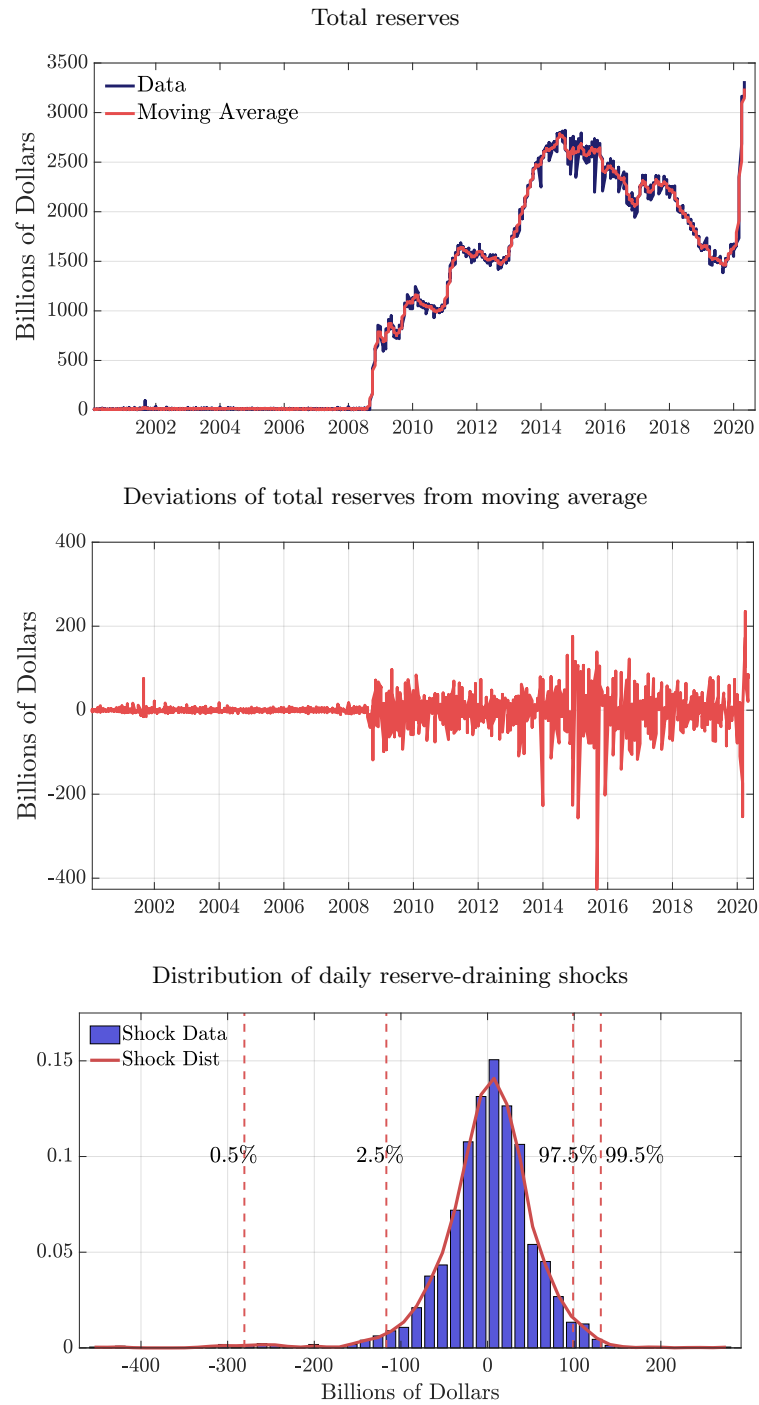 Total reserves
3500
3000
2500
2000
1500
1000
500
0
Billions of Dollars
Data
Moving Average
2002 2004 2006 2008 2010 2012 2014 2016 2018 2020
Deviations of total reserves from moving average
400
200
0
-200
-400
Billions of Dollars
2002 2004 2006 2008 2010 2012 2014 2016 2018 2020
Distribution of daily reserve-draining shocks
Shock Data
Shock Dist
0.15
0.1
0.05
0
0.5% 2.5% 97.5% 99.5%
-400 -300 -200 -100 0 100 200
Billions of Dollars